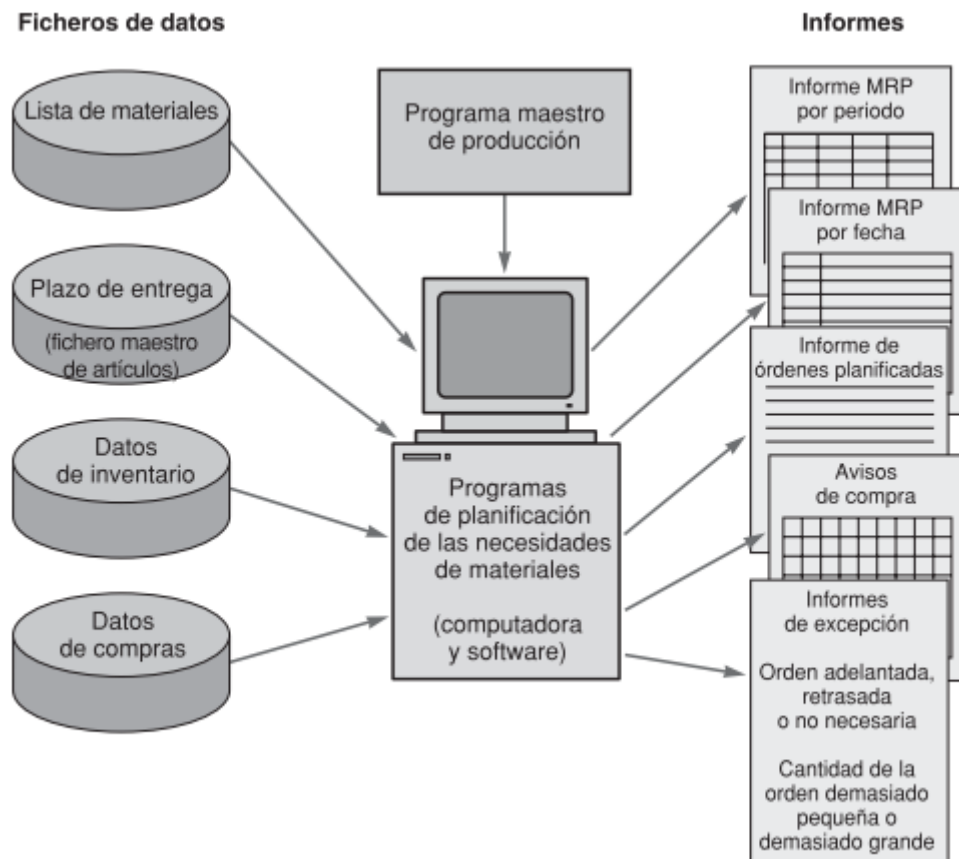 Ficheros de datos
Lista de materiales
Plazo de entrega
(fichero maestro
de artículos)
Datos
de inventario
Datos
de compras
Programa maestro
de producción
Programas
de planificación
de las necesidades
de materiales
(computadora
y software)
Informes
Informe MRP
por periodo
Informe MRP
por fecha
Informe de
órdenes planificadas
Avisos
de compra
Informes
de excepción
Orden adelantada,
retrasada
o no necesaria
Cantidad de la
orden demasiado
pequeña o
demasiado grande